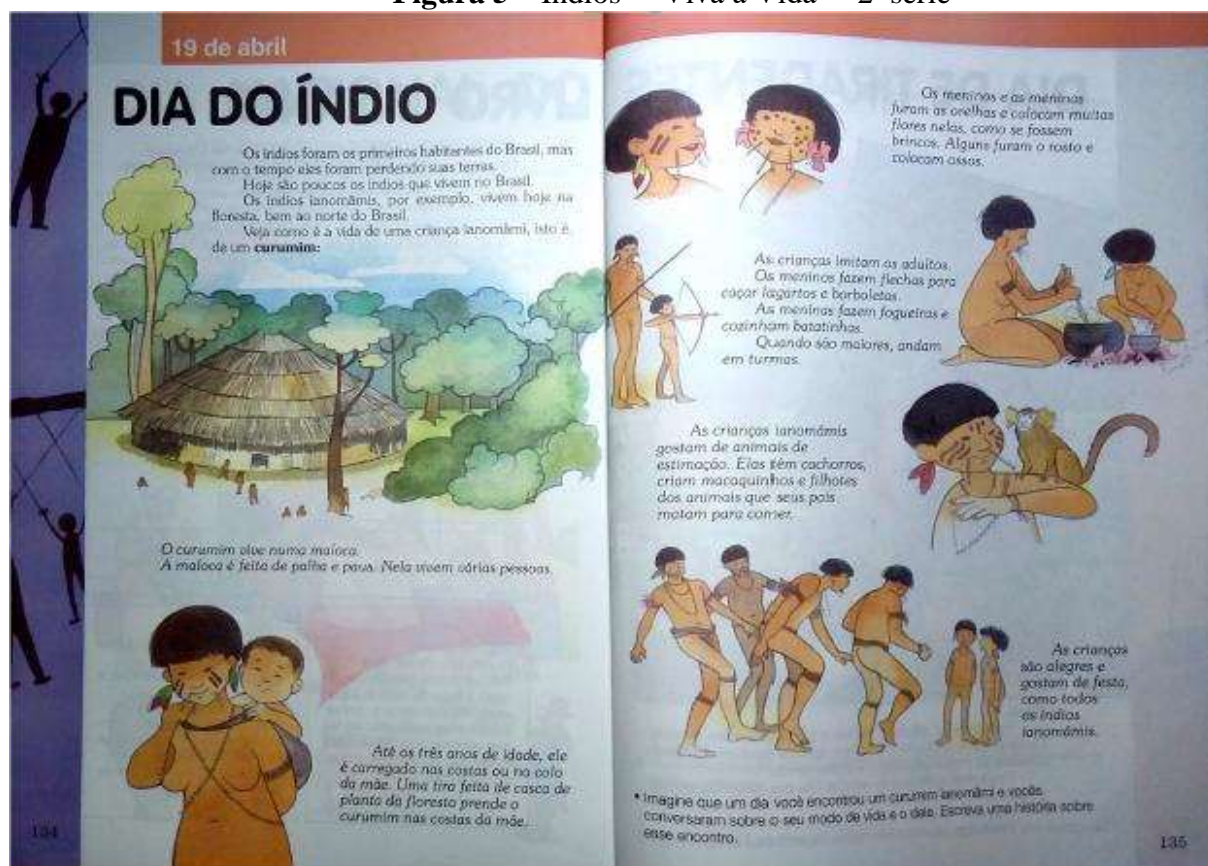 Figura 5 – Índios – "Viva a Vida" – 2ª série
19 de abril
DIA DO ÍNDIO
Os índios foram os primeiros habitantes do Brasil, mas
com o tempo eles foram perdendo suas terras.
Hoje são poucos os índios que vivem no Brasil.
Os índios ianomâmis, por exemplo, vivem hoje na
floresta, bem ao norte do Brasil.
Veja como é a vida de uma criança ianomâmi, isto é,
de um curumim:
O curumim vive numa maloca.
A maloca é feita de palha e paus. Nela vivem várias pessoas.
Até os três anos de idade, ele
é carregado nas costas ou no colo
da mãe. Uma tira feita de casca de
planta da floresta prende o
curumim nas costas da mãe.
134
Os meninos e as meninas
furam as orelhas e colocam muitas
flores nelas, como se fossem
brincos. Alguns furam o rosto e
colocam ossos.
As crianças imitam os adultos.
Os meninos fazem flechas para
caçar lagartos e borboletas.
As meninas fazem fogueiras e
cozinham batatinhas.
Quando são maiores, andam
em turmas.
As crianças ianomâmis
gostam de animais de
estimação. Elas têm cachorros,
criam macaquinhos e filhotes
dos animais que seus pais
matam para comer.
As crianças
são alegres e
gostam de festa,
como todos
os índios
ianomâmis.
• Imagine que um dia você encontrou um curumim ianomâmi e vocês
conversaram sobre o seu modo de vida e o dele. Escreva uma história sobre
esse encontro.
135